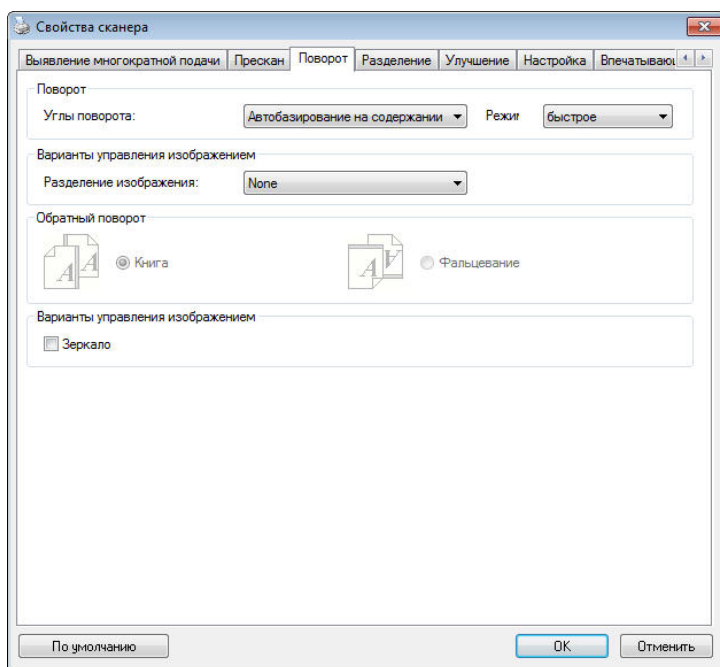 Свойства сканера
Выявление многократной подачи Прескан Поворот Разделение Улучшение Настройка Впечатываюц
Поворот
Углы поворота: Автобазирование на содержании Режи быстрое
Варианты управления изображением
Разделение изображения: None
Обратный поворот
A A Книга A A Фальцевание
Варианты управления изображением
Зеркало
По умолчанию OK Отменить